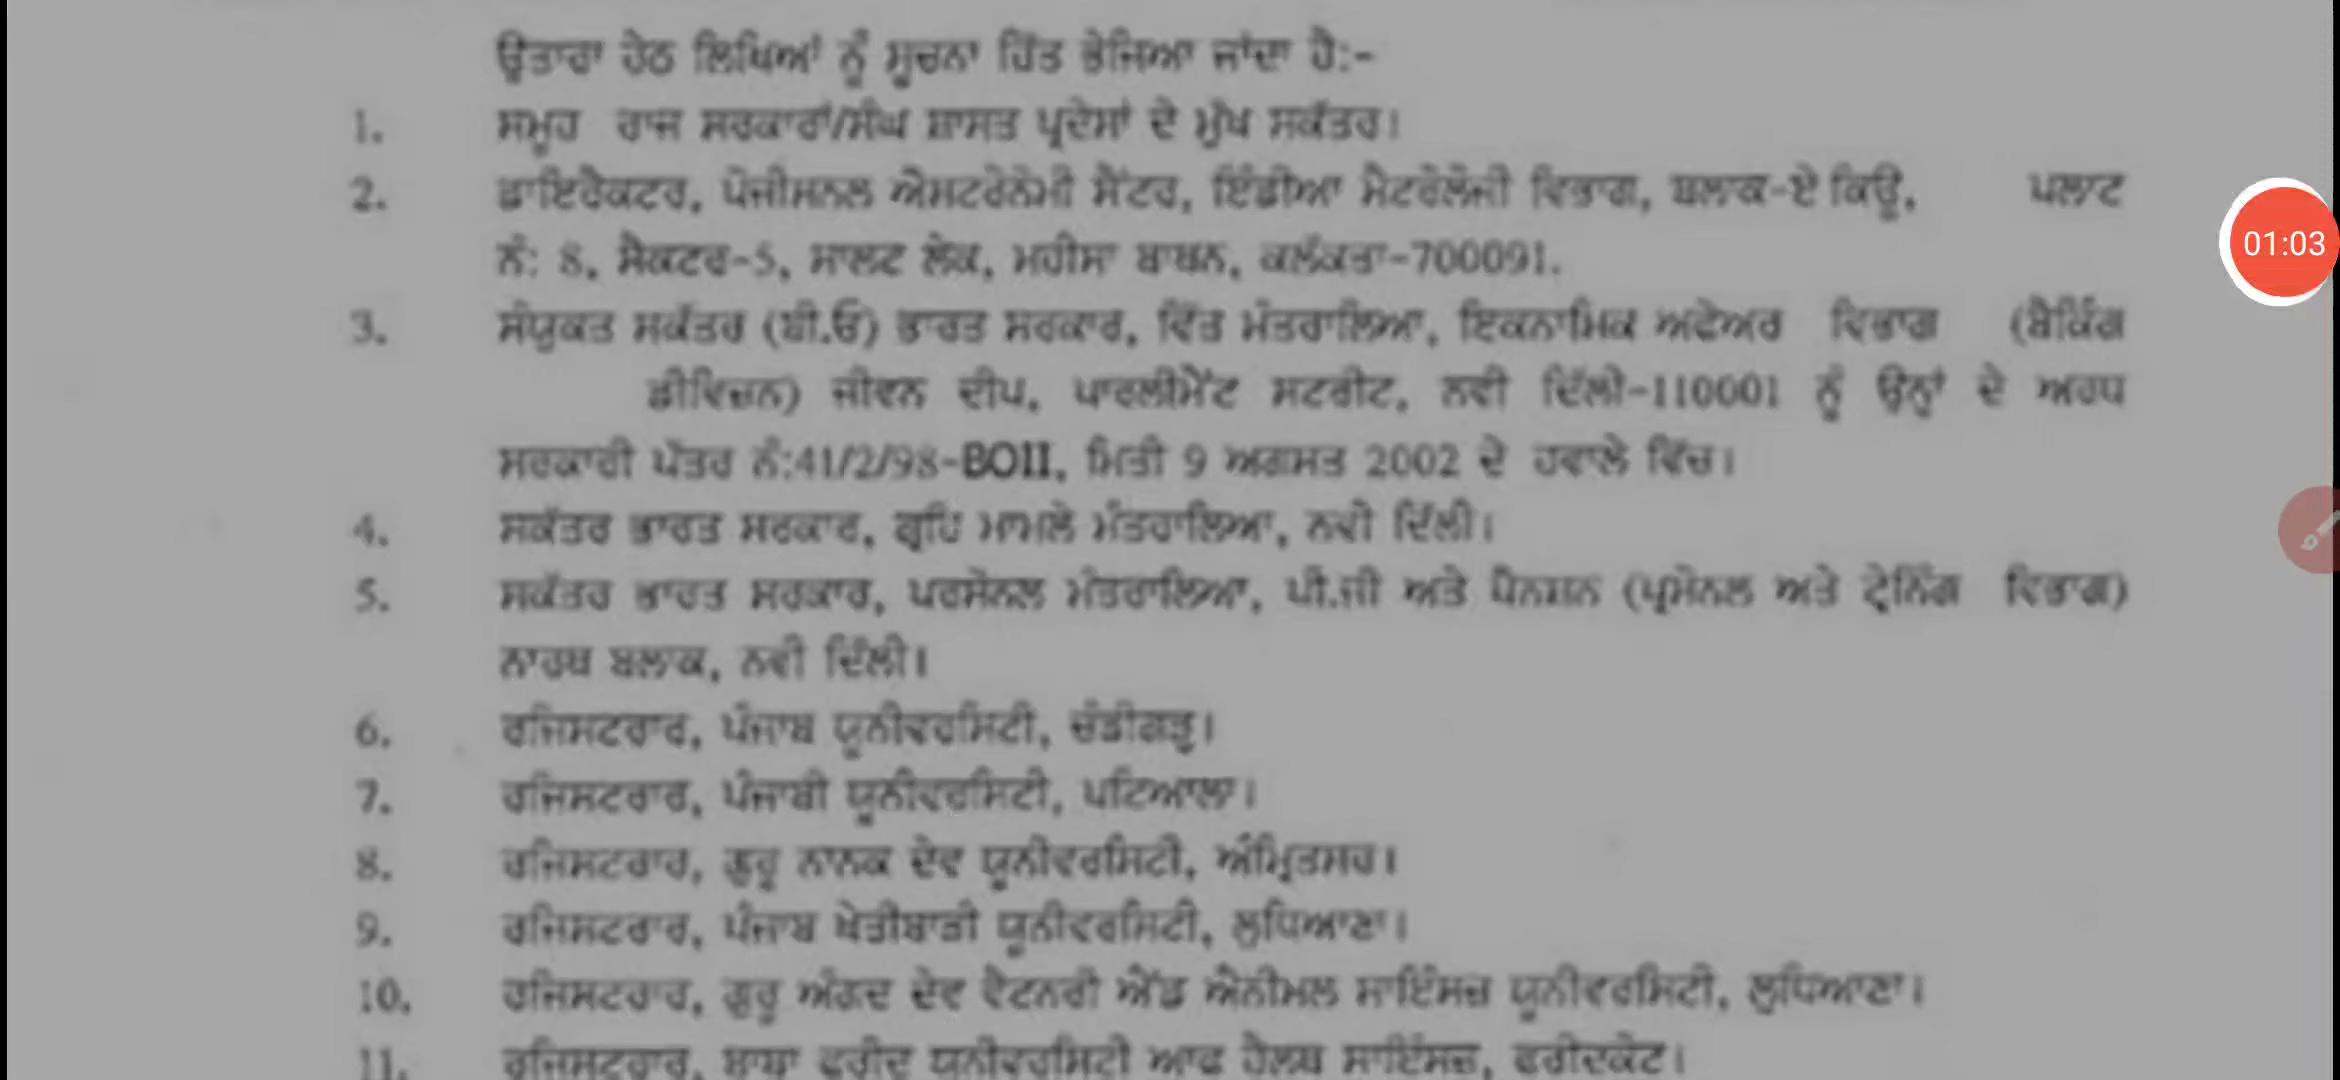 ਉਤਾਰਾ ਹੇਠ ਲਿਖਿਆਂ ਨੂੰ ਸੂਚਨਾ ਹਿੱਤ ਭੇਜਿਆ ਜਾਂਦਾ ਹੈ:-
1. ਸਮੂਹ ਰਾਜ ਸਰਕਾਰਾਂ/ਸੰਘ ਸ਼ਾਸਤ ਪ੍ਰਦੇਸਾਂ ਦੇ ਮੁੱਖ ਸਕੱਤਰ।
2. ਡਾਇਰੈਕਟਰ, ਪੋਜੀਸਨਲ ਐਸਟਰੋਨੋਮੀ ਸੈਂਟਰ, ਇੰਡੀਆ ਮੈਟਰੋਲੋਜੀ ਵਿਭਾਗ, ਬਲਾਕ-ਏ ਕਿਊ, ਪਲਾਟ
ਨੰ: 8, ਸੈਕਟਰ-5, ਸਾਲਟ ਲੇਕ, ਮਹੀਸਾ ਬਾਥਨ, ਕਲੱਕਤਾ-700091.
3. ਸੰਯੁਕਤ ਸਕੱਤਰ (ਬੀ.ਓ) ਭਾਰਤ ਸਰਕਾਰ, ਵਿੱਤ ਮੰਤਰਾਲਿਆ, ਇਕਨਾਮਿਕ ਅਫੇਅਰ ਵਿਭਾਗ (ਬੈਕਿੰਗ
ਡੀਵਿਜ਼ਨ) ਜੀਵਨ ਦੀਪ, ਪਾਰਲੀਮੈਂਟ ਸਟਰੀਟ, ਨਵੀ ਦਿੱਲੀ-110001 ਨੂੰ ਉਨ੍ਹਾਂ ਦੇ ਅਰਧ
ਸਰਕਾਰੀ ਪੱਤਰ ਨੰ:41/2/98-BOII, ਮਿਤੀ 9 ਅਗਸਤ 2002 ਦੇ ਹਵਾਲੇ ਵਿੱਚ।
4. ਸਕੱਤਰ ਭਾਰਤ ਸਰਕਾਰ, ਗ੍ਰਹਿ ਮਾਮਲੇ ਮੰਤਰਾਲਿਆ, ਨਵੀ ਦਿੱਲੀ।
5. ਸਕੱਤਰ ਭਾਰਤ ਸਰਕਾਰ, ਪਰਸੋਨਲ ਮੰਤਰਾਲਿਆ, ਪੀ.ਜੀ ਅਤੇ ਪੈਨਸ਼ਨ (ਪ੍ਰਸੋਨਲ ਅਤੇ ਟ੍ਰੇਨਿੰਗ ਵਿਭਾਗ)
ਨਾਰਥ ਬਲਾਕ, ਨਵੀ ਦਿੱਲੀ।
6. ਰਜਿਸਟਰਾਰ, ਪੰਜਾਬ ਯੂਨੀਵਰਸਿਟੀ, ਚੰਡੀਗੜ੍ਹ।
7. ਰਜਿਸਟਰਾਰ, ਪੰਜਾਬੀ ਯੂਨੀਵਰਸਿਟੀ, ਪਟਿਆਲਾ।
8. ਰਜਿਸਟਰਾਰ, ਗੁਰੂ ਨਾਨਕ ਦੇਵ ਯੂਨੀਵਰਸਿਟੀ, ਅੰਮ੍ਰਿਤਸਰ।
9. ਰਜਿਸਟਰਾਰ, ਪੰਜਾਬ ਖੇਤੀਬਾੜੀ ਯੂਨੀਵਰਸਿਟੀ, ਲੁਧਿਆਣਾ।
10. ਰਜਿਸਟਰਾਰ, ਗੁਰੂ ਅੰਗਦ ਦੇਵ ਵੈਟਨਰੀ ਐਂਡ ਐਨੀਮਲ ਸਾਇੰਸਜ਼ ਯੂਨੀਵਰਸਿਟੀ, ਲੁਧਿਆਣਾ।
11. ਰਜਿਸਟਰਾਰ, ਬਾਬਾ ਫਰੀਦ ਯੂਨੀਵਰਸਿਟੀ ਆਫ ਹੈਲਥ ਸਾਇੰਸਜ਼, ਫਰੀਦਕੋਟ।
01:03